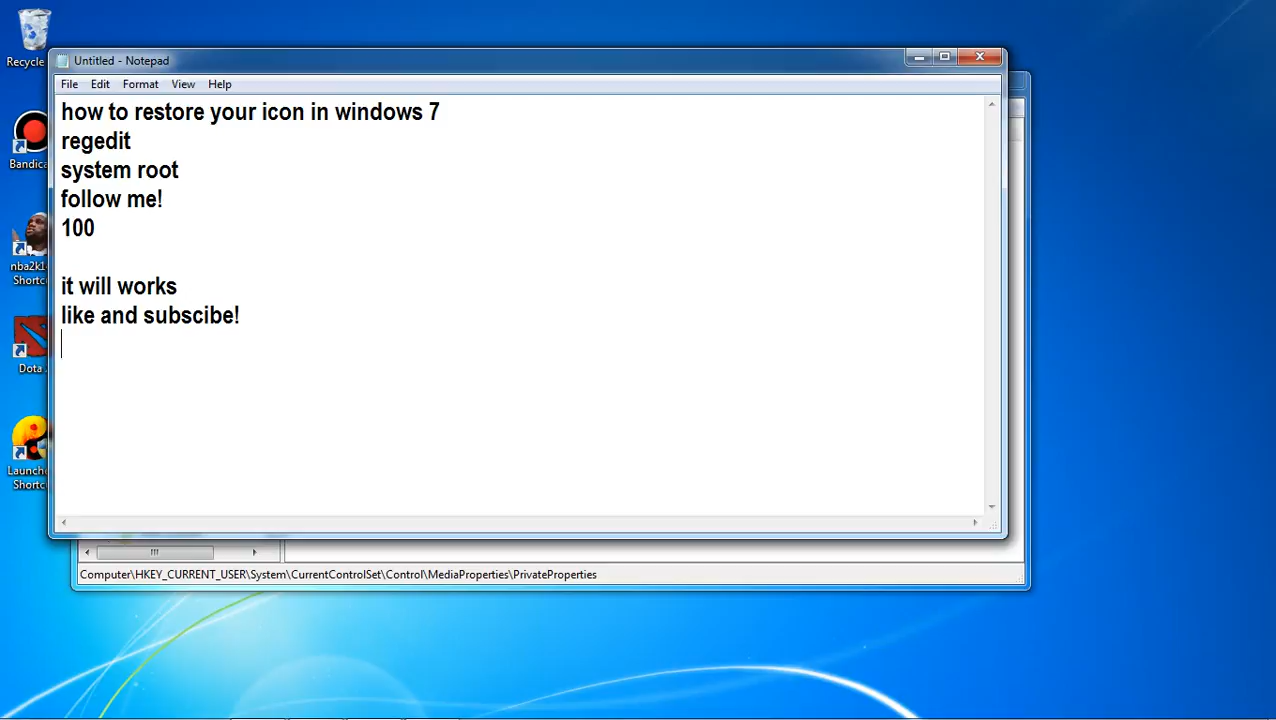 Recycle
Untitled - Notepad
File Edit Format View Help
how to restore your icon in windows 7
regedit
system root
follow me!
100
it will works
like and subscibe!
Bandica
nba2k1
Shortc
Dota
Launche
Shortc
Computer\HKEY_CURRENT_USER\System\CurrentControlSet\Control\MediaProperties\PrivateProperties